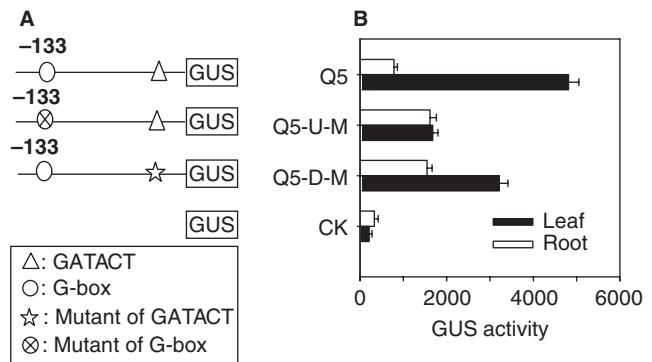 A
–133
GUS
–133
GUS
–133
GUS
GUS
△: GATACT
○: G-box
☆: Mutant of GATACT
⊗: Mutant of G-box
B
Q5
Q5-U-M
Q5-D-M
CK
Leaf
Root
0 2000 4000 6000
GUS activity